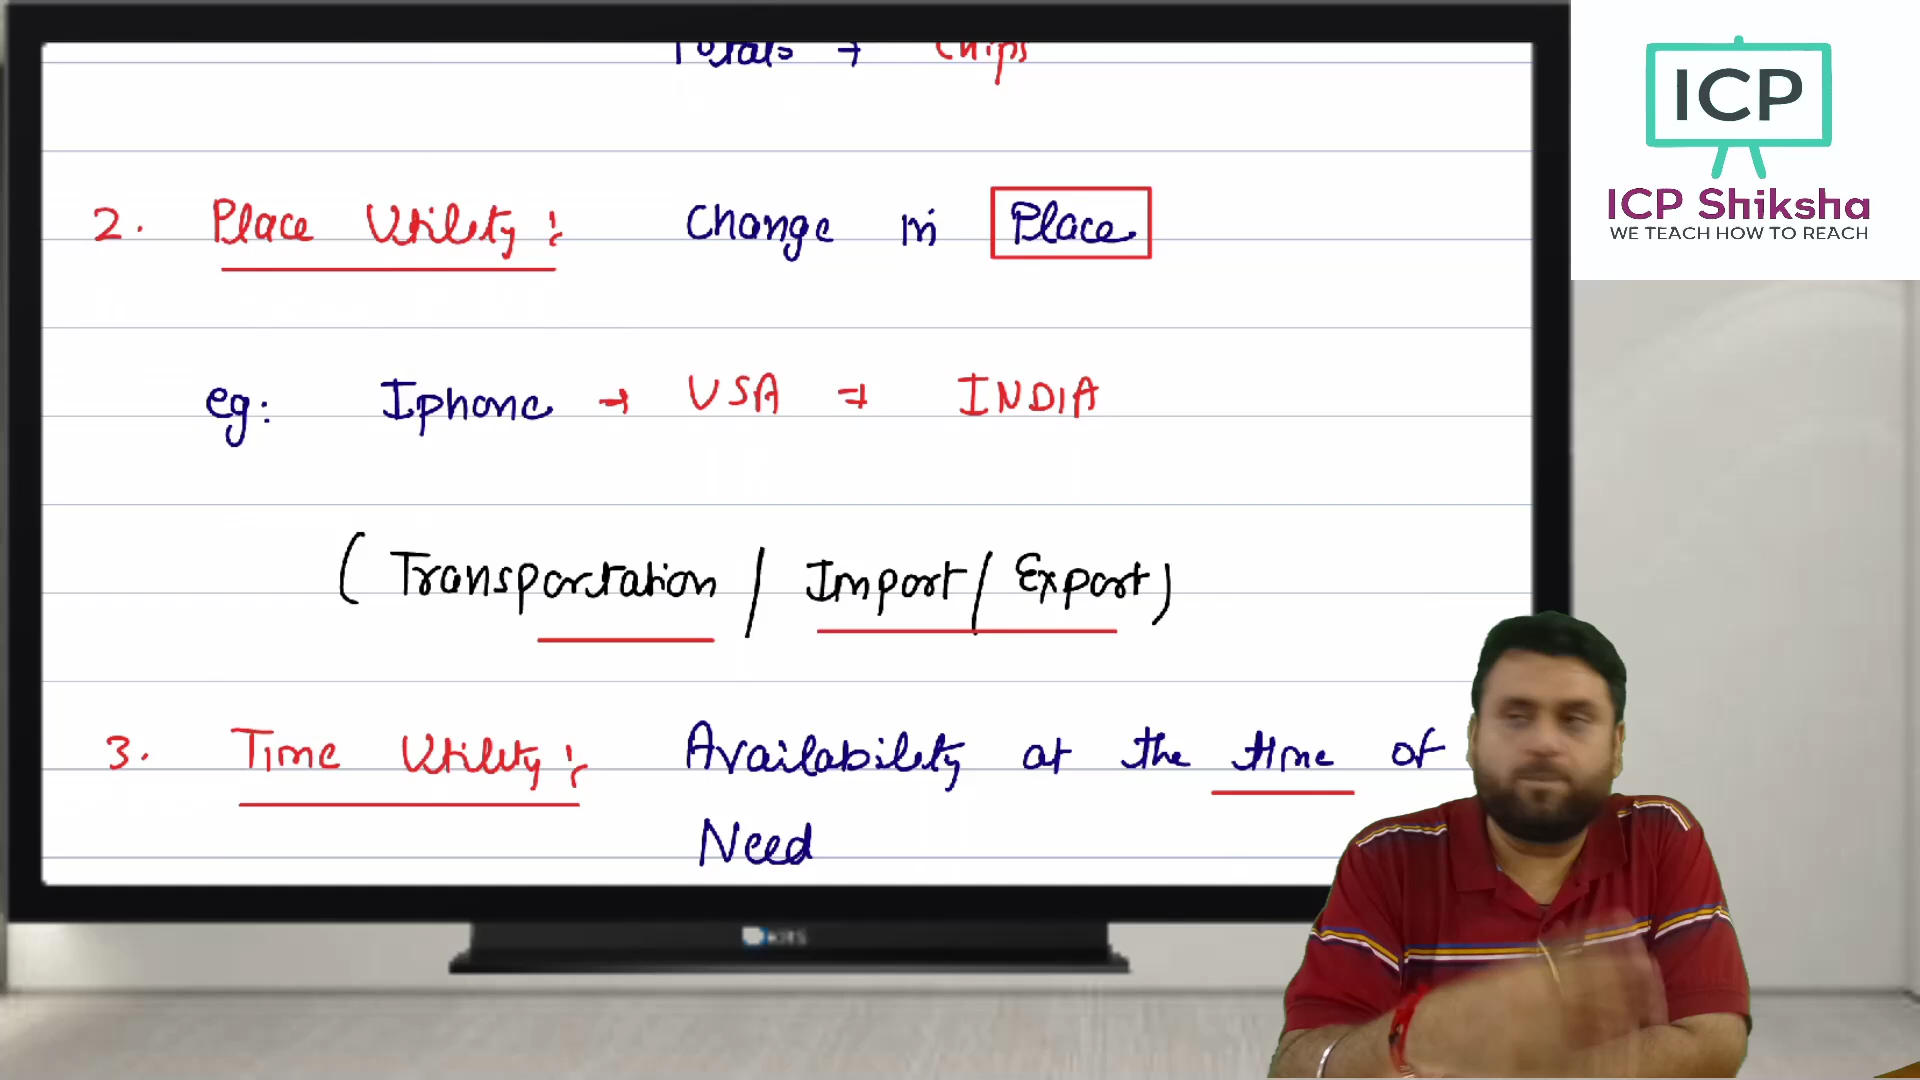 Chips
2. Place Utility : Change in Place
eg: Iphone → USA → INDIA
( Transportation / Import / Export )
3. Time Utility : Availability at the time of
Need
ICP
ICP Shiksha
WE TEACH HOW TO REACH